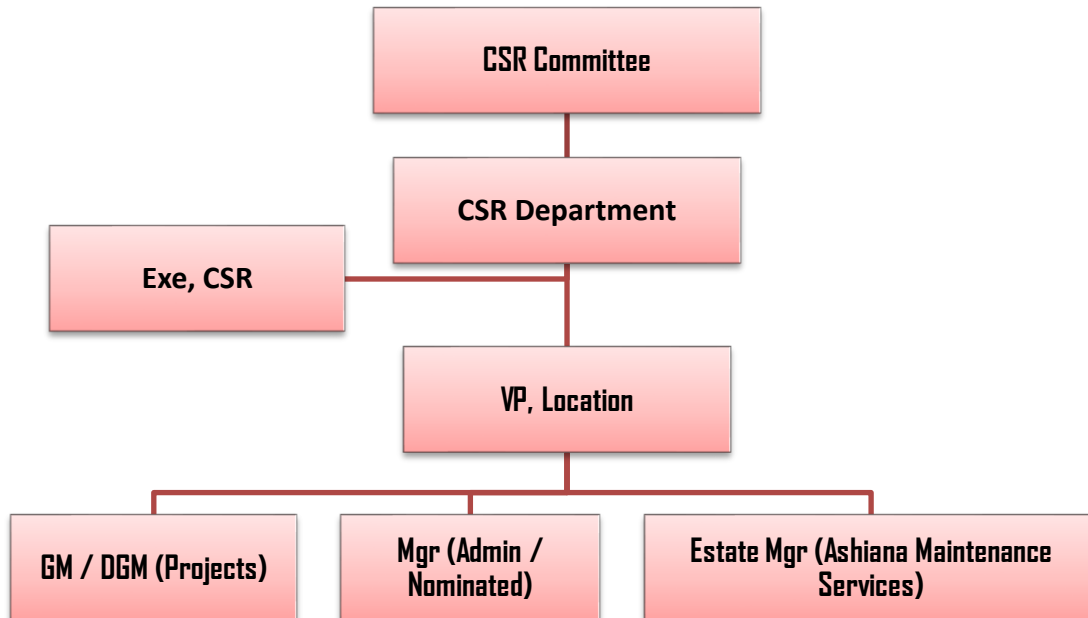 CSR Committee
CSR Department
Exe, CSR
VP, Location
GM / DGM (Projects)
Mgr (Admin /
Nominated)
Estate Mgr (Ashiana Maintenance
Services)